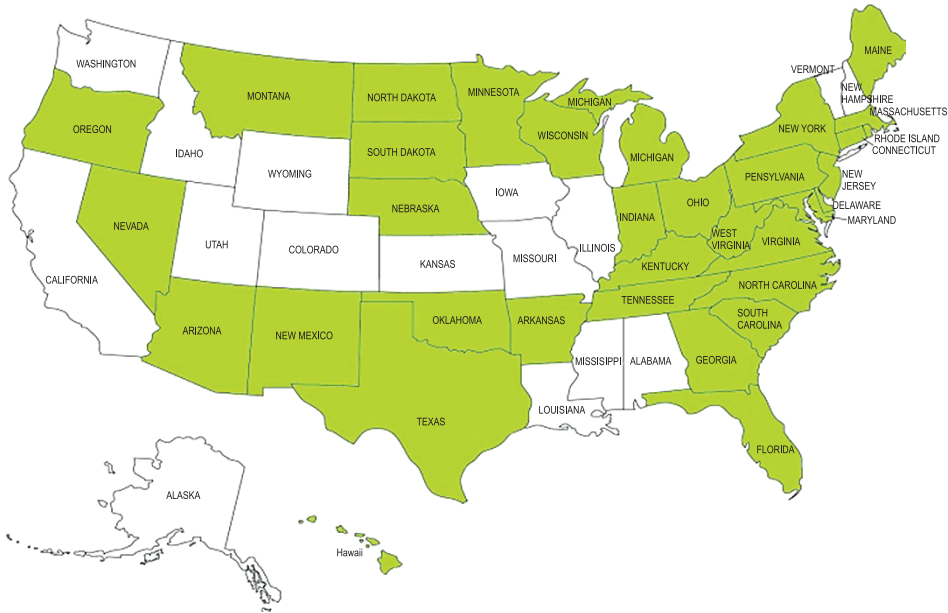 WASHINGTON
MONTANA
NORTH DAKOTA
MINNESOTA
MICHIGAN
VERMONT
MAINE
NEW
HAMPSHIRE
MASSACHUSETTS
OREGON
IDAHO
WYOMING
SOUTH DAKOTA
WISCONSIN
MICHIGAN
NEW YORK
RHODE ISLAND
CONNECTICUT
PENSYLVANIA
NEW
JERSEY
DELAWARE
MARYLAND
NEVADA
UTAH
COLORADO
NEBRASKA
IOWA
ILLINOIS
INDIANA
OHIO
WEST
VIRGINIA
VIRGINIA
CALIFORNIA
KANSAS
MISSOURI
KENTUCKY
NORTH CAROLINA
TENNESSEE
SOUTH
CAROLINA
ARIZONA
NEW MEXICO
OKLAHOMA
ARKANSAS
MISSISIPPI
ALABAMA
GEORGIA
TEXAS
LOUISIANA
FLORIDA
ALASKA
Hawaii